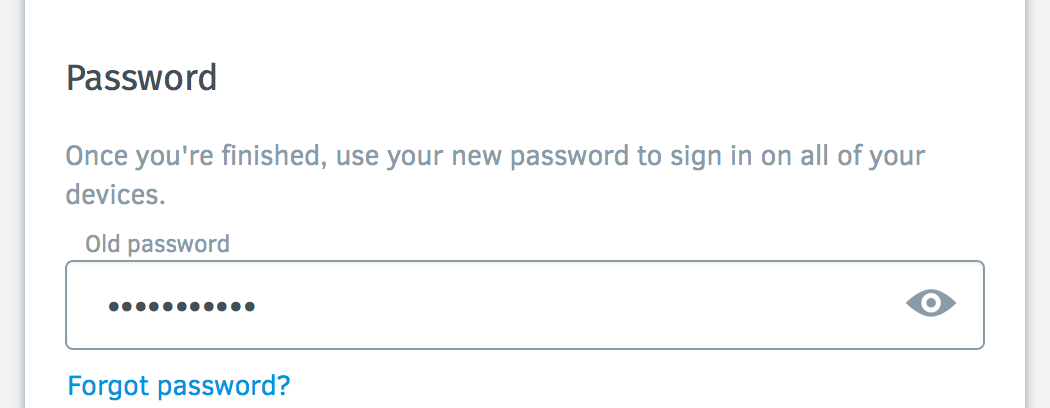 Password
Once you're finished, use your new password to sign in on all of your
devices.
Old password
•••••••••••
Forgot password?